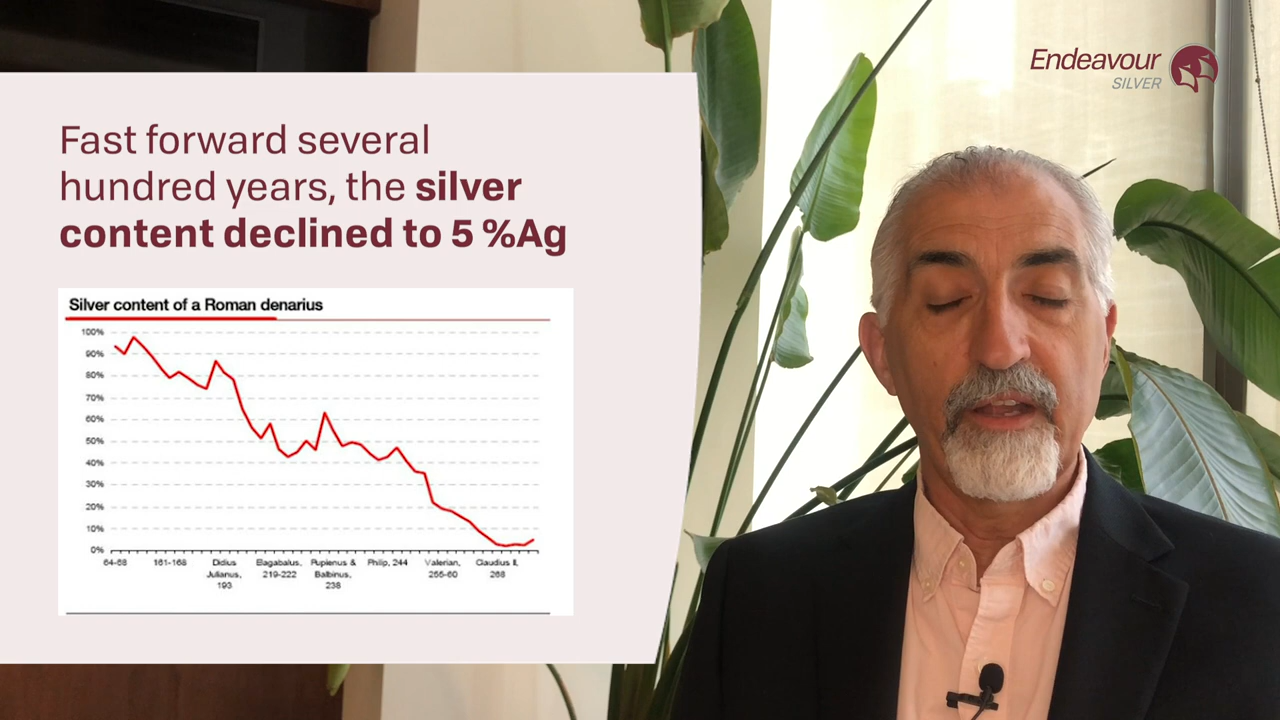 Endeavour
SILVER
Fast forward several
hundred years, the silver
content declined to 5 %Ag
Silver content of a Roman denarius
100%
90%
80%
70%
60%
50%
40%
30%
20%
10%
0%
64-68
161-168
Didius
Julianus,
193
Elagabalus,
219-222
Pupienus &
Balbinus,
238
Philip, 244
Valerian,
256-60
Claudius II,
268